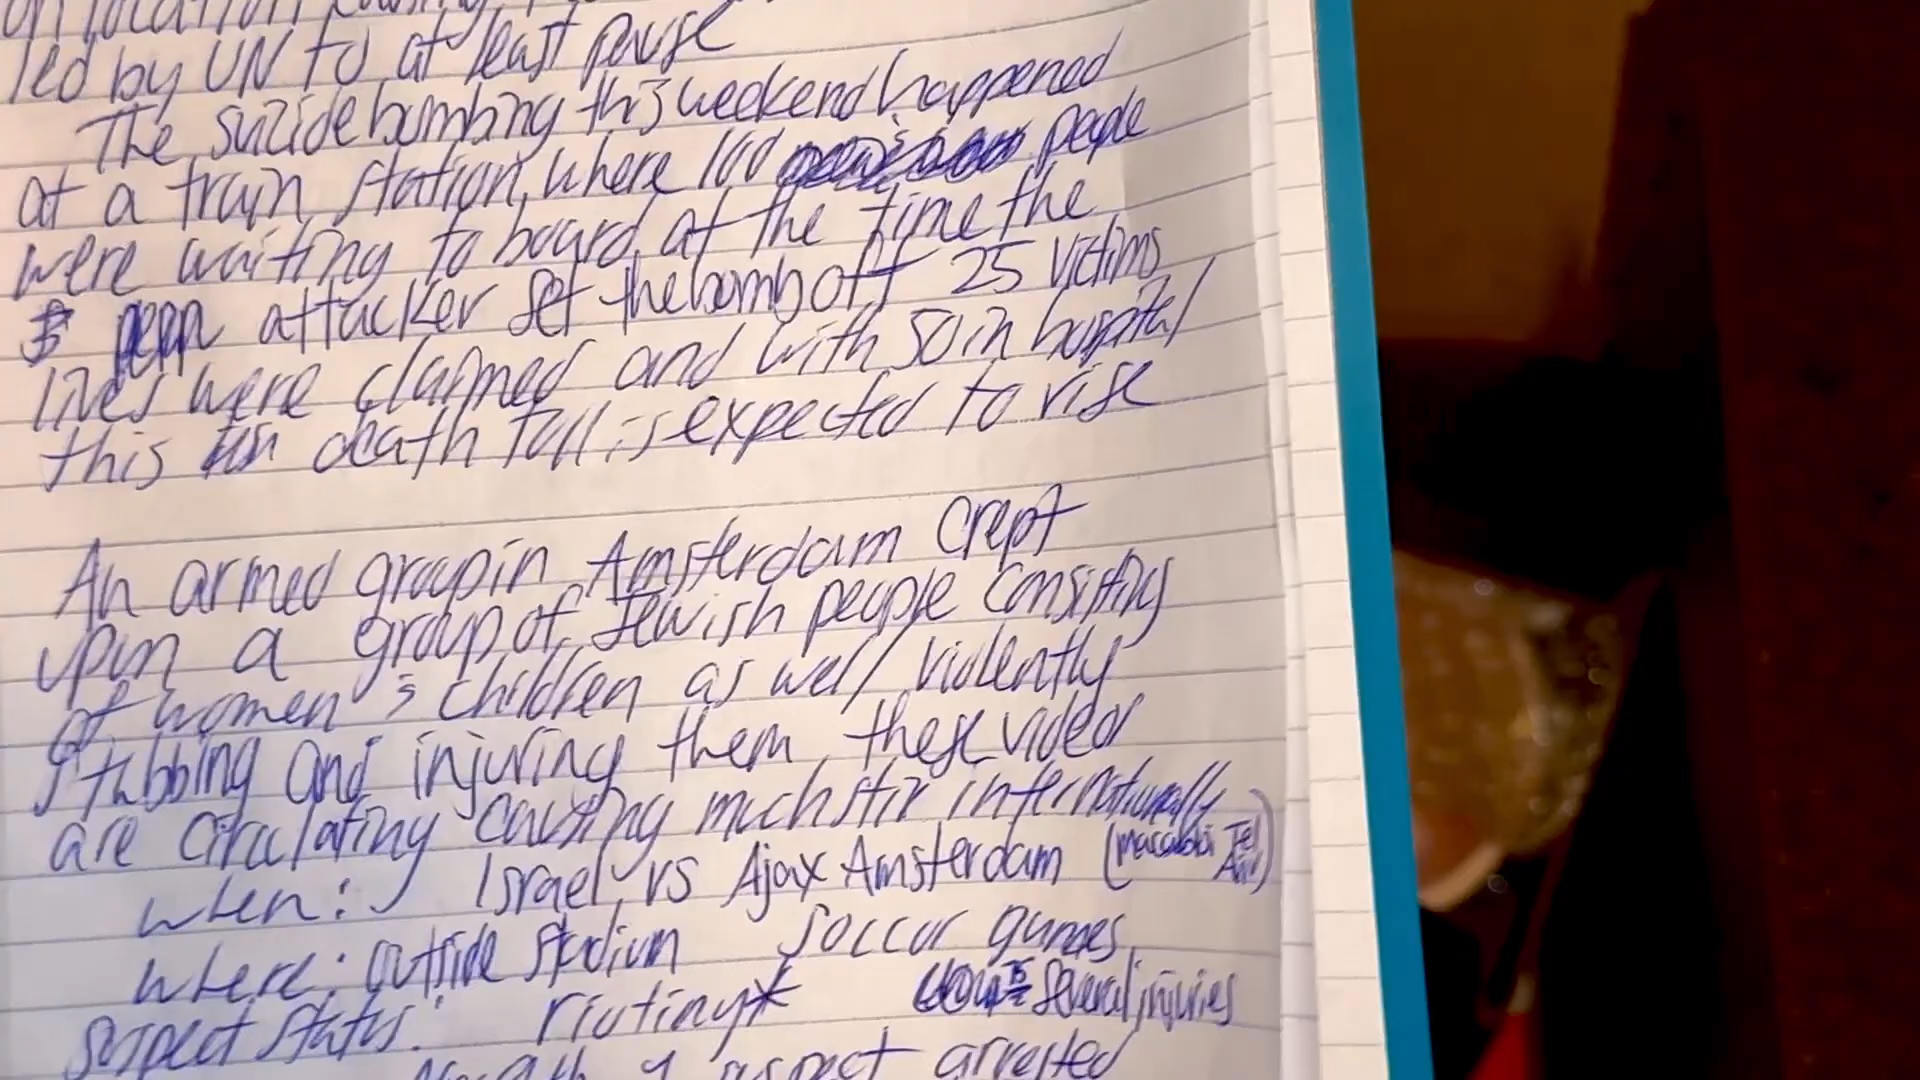 on location causing
led by UN to at least pause
The suizide bombing this weekend happened
at a train station, where 100 people
were waiting to board at the time the
attacker set the bomb off 25 victims
lives were claimed and with 50 in hospital
this death toll is expected to rise
An armed group in Amsterdam crept
upon a group of Jewish people consisting
of women & children as well violently
stabbing and injuring them, these videos
are circulating causing much stir internationally
when: Israel vs Ajax Amsterdam (maccabi Tel Aviv)
where: outside stadium soccor games
suspect status: rioting* several injuries
suspect arrested